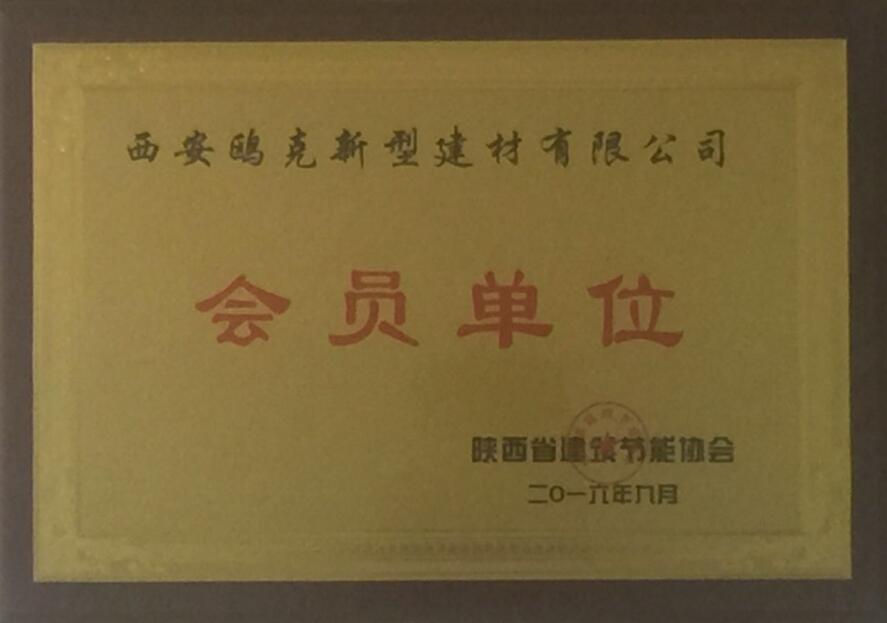 西安鸥克新型建材有限公司
会员单位
陕西省建筑节能协会
二〇一六年九月